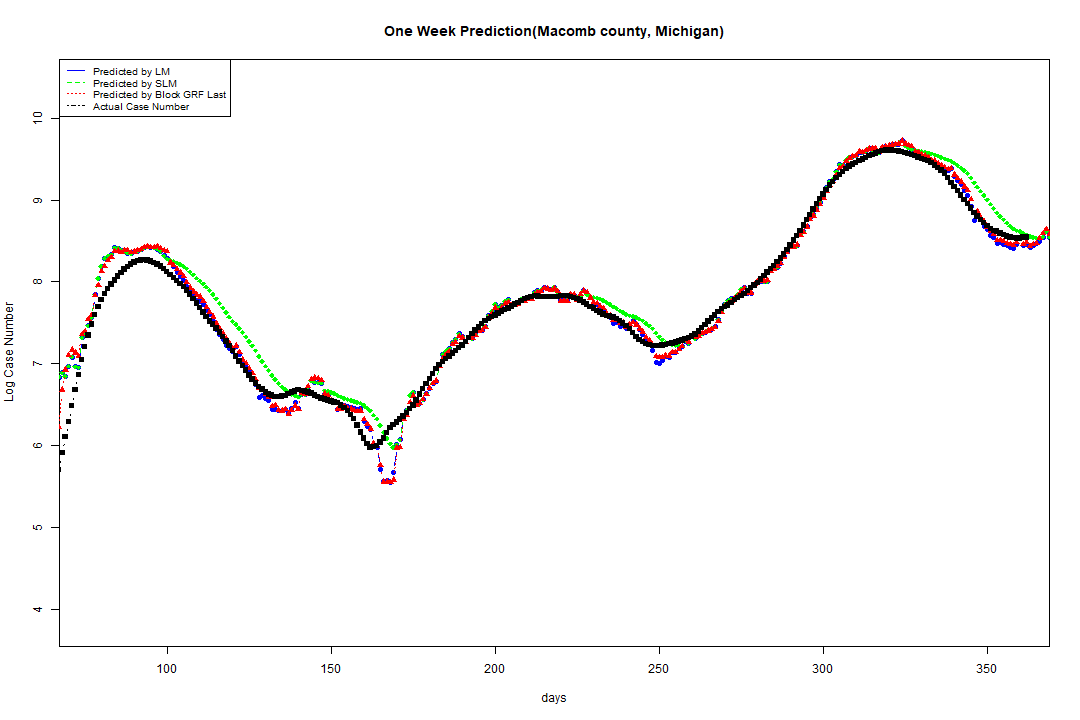 One Week Prediction(Macomb county, Michigan)
Predicted by LM
Predicted by SLM
Predicted by Block GRF Last
Actual Case Number
Log Case Number
10
9
8
7
6
5
4
100 150 200 250 300 350
days